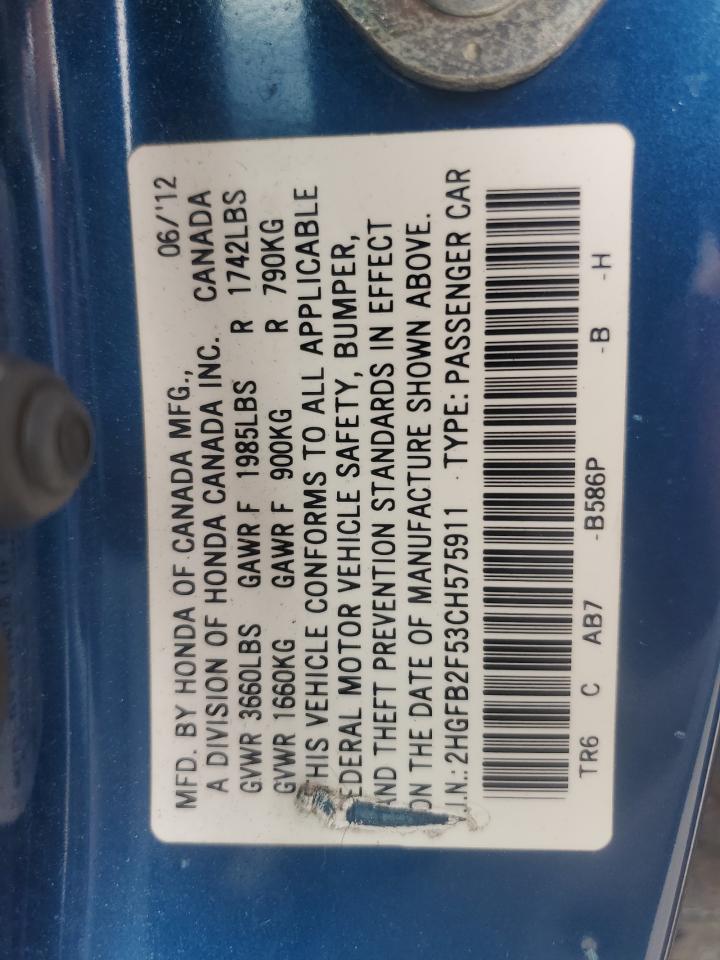 MFD. BY HONDA OF CANADA MFG., 06/'12
A DIVISION OF HONDA CANADA INC. CANADA
GVWR 3660LBS GAWR F 1985LBS R 1742LBS
GVWR 1660KG GAWR F 900KG R 790KG
THIS VEHICLE CONFORMS TO ALL APPLICABLE
EDERAL MOTOR VEHICLE SAFETY, BUMPER,
AND THEFT PREVENTION STANDARDS IN EFFECT
ON THE DATE OF MANUFACTURE SHOWN ABOVE.
.I.N.: 2HGFB2F53CH575911 TYPE: PASSENGER CAR
TR6 C AB7 -B586P -B -H